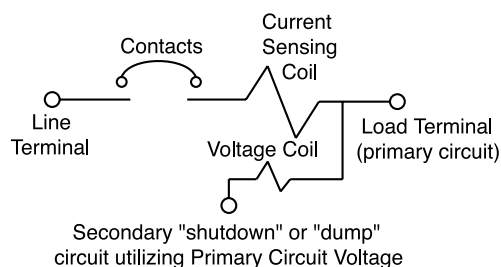 Contacts
Current
Sensing
Coil
Line
Terminal
Voltage Coil
Load Terminal
(primary circuit)
Secondary "shutdown" or "dump"
circuit utilizing Primary Circuit Voltage